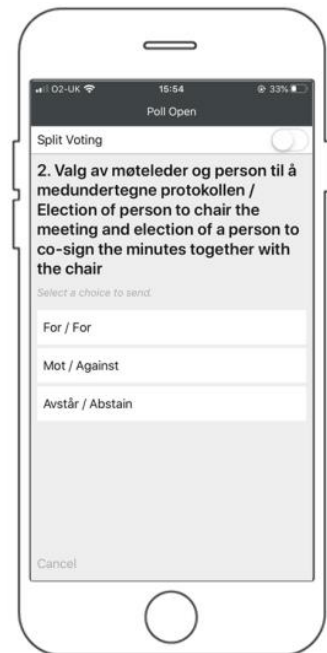 O2-UK 15:54 33%
Poll Open
Split Voting
2. Valg av møteleder og person til å
medundertegne protokollen /
Election of person to chair the
meeting and election of a person to
co-sign the minutes together with
the chair
Select a choice to send.
For / For
Mot / Against
Avstår / Abstain
Cancel